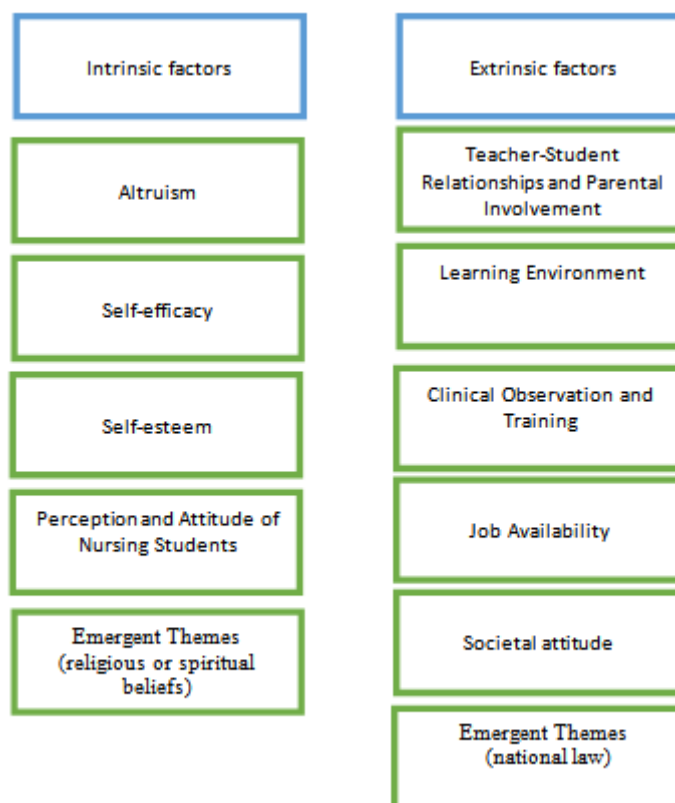 Intrinsic factors
Altruism
Self-efficacy
Self-esteem
Perception and Attitude of
Nursing Students
Emergent Themes
(religious or spiritual
beliefs)
Extrinsic factors
Teacher-Student
Relationships and Parental
Involvement
Learning Environment
Clinical Observation and
Training
Job Availability
Societal attitude
Emergent Themes
(national law)